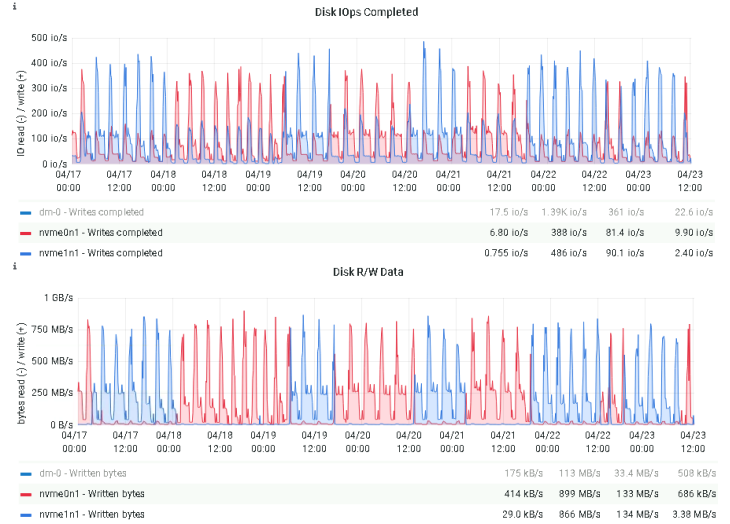 i
Disk IOps Completed
IO read (-) / write (+)
500 io/s
400 io/s
300 io/s
200 io/s
100 io/s
0 io/s
04/17 00:00 04/17 12:00 04/18 00:00 04/18 12:00 04/19 00:00 04/19 12:00 04/20 00:00 04/20 12:00 04/21 00:00 04/21 12:00 04/22 00:00 04/22 12:00 04/23 00:00 04/23 12:00
dm-0 - Writes completed 17.5 io/s 1.39K io/s 361 io/s 22.6 io/s
nvme0n1 - Writes completed 6.80 io/s 388 io/s 81.4 io/s 9.90 io/s
nvme1n1 - Writes completed 0.755 io/s 486 io/s 90.1 io/s 2.40 io/s
i
Disk R/W Data
bytes read (-) / write (+)
1 GB/s
750 MB/s
500 MB/s
250 MB/s
0 B/s
04/17 00:00 04/17 12:00 04/18 00:00 04/18 12:00 04/19 00:00 04/19 12:00 04/20 00:00 04/20 12:00 04/21 00:00 04/21 12:00 04/22 00:00 04/22 12:00 04/23 00:00 04/23 12:00
dm-0 - Written bytes 175 kB/s 113 MB/s 33.4 MB/s 508 kB/s
nvme0n1 - Written bytes 414 kB/s 899 MB/s 133 MB/s 686 kB/s
nvme1n1 - Written bytes 29.0 kB/s 866 MB/s 134 MB/s 3.38 MB/s